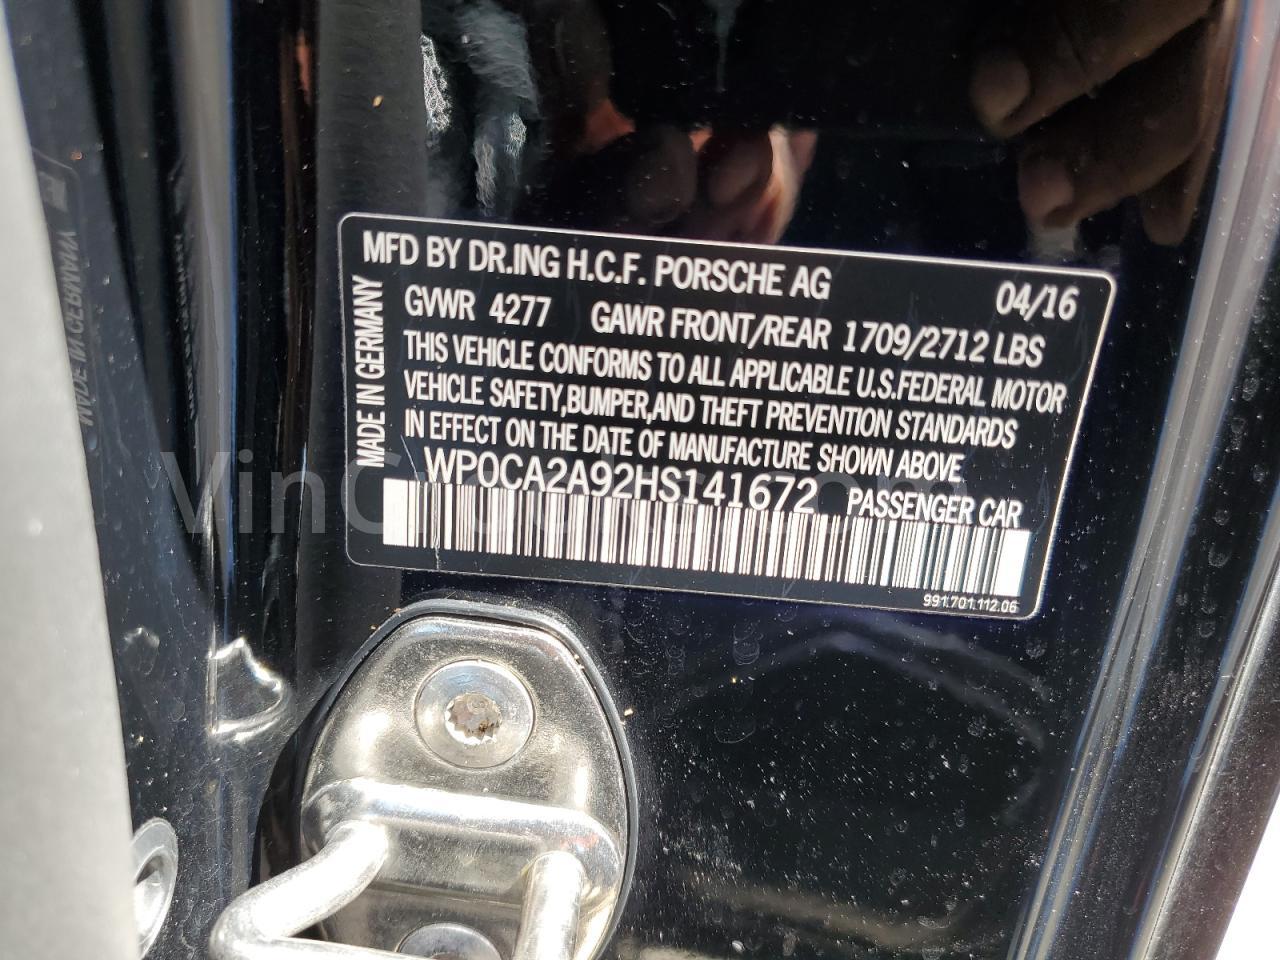 MFD BY DR.ING H.C.F. PORSCHE AG 04/16
GVWR 4277 GAWR FRONT/REAR 1709/2712 LBS
THIS VEHICLE CONFORMS TO ALL APPLICABLE U.S.FEDERAL MOTOR
VEHICLE SAFETY,BUMPER,AND THEFT PREVENTION STANDARDS
IN EFFECT ON THE DATE OF MANUFACTURE SHOWN ABOVE
WP0CA2A92HS141672 PASSENGER CAR
991.701.112.06
MADE IN GERMANY